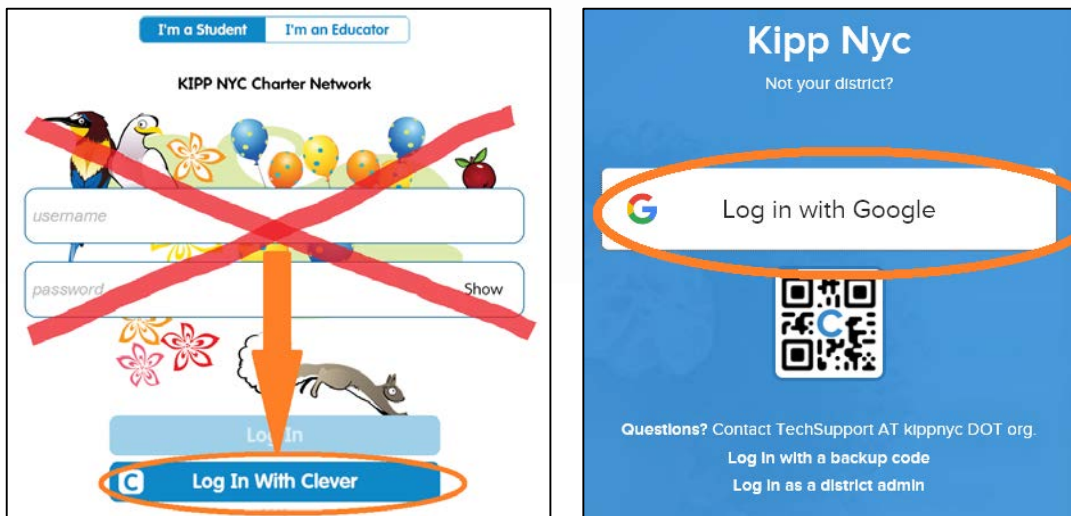 I'm a Student I'm an Educator
KIPP NYC Charter Network
username
password Show
Log In
C Log In With Clever
Kipp Nyc
Not your district?
G Log in with Google
C
Questions? Contact TechSupport AT kippnyc DOT org.
Log in with a backup code
Log in as a district admin